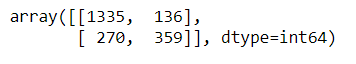 array([[1335,  136],
       [ 270,  359]], dtype=int64)